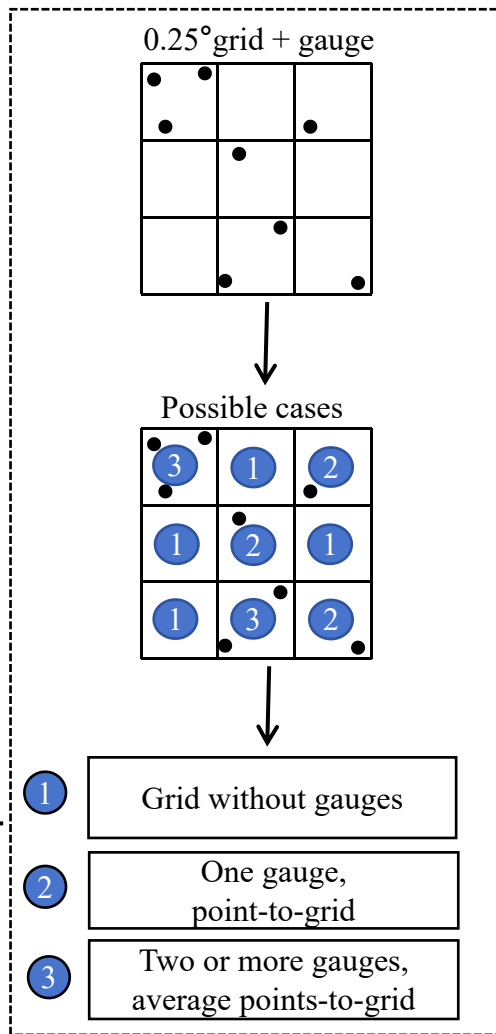 0.25°grid + gauge
Possible cases
3 1 2
1 2 1
1 3 2
1 Grid without gauges
2 One gauge,
point-to-grid
3 Two or more gauges,
average points-to-grid